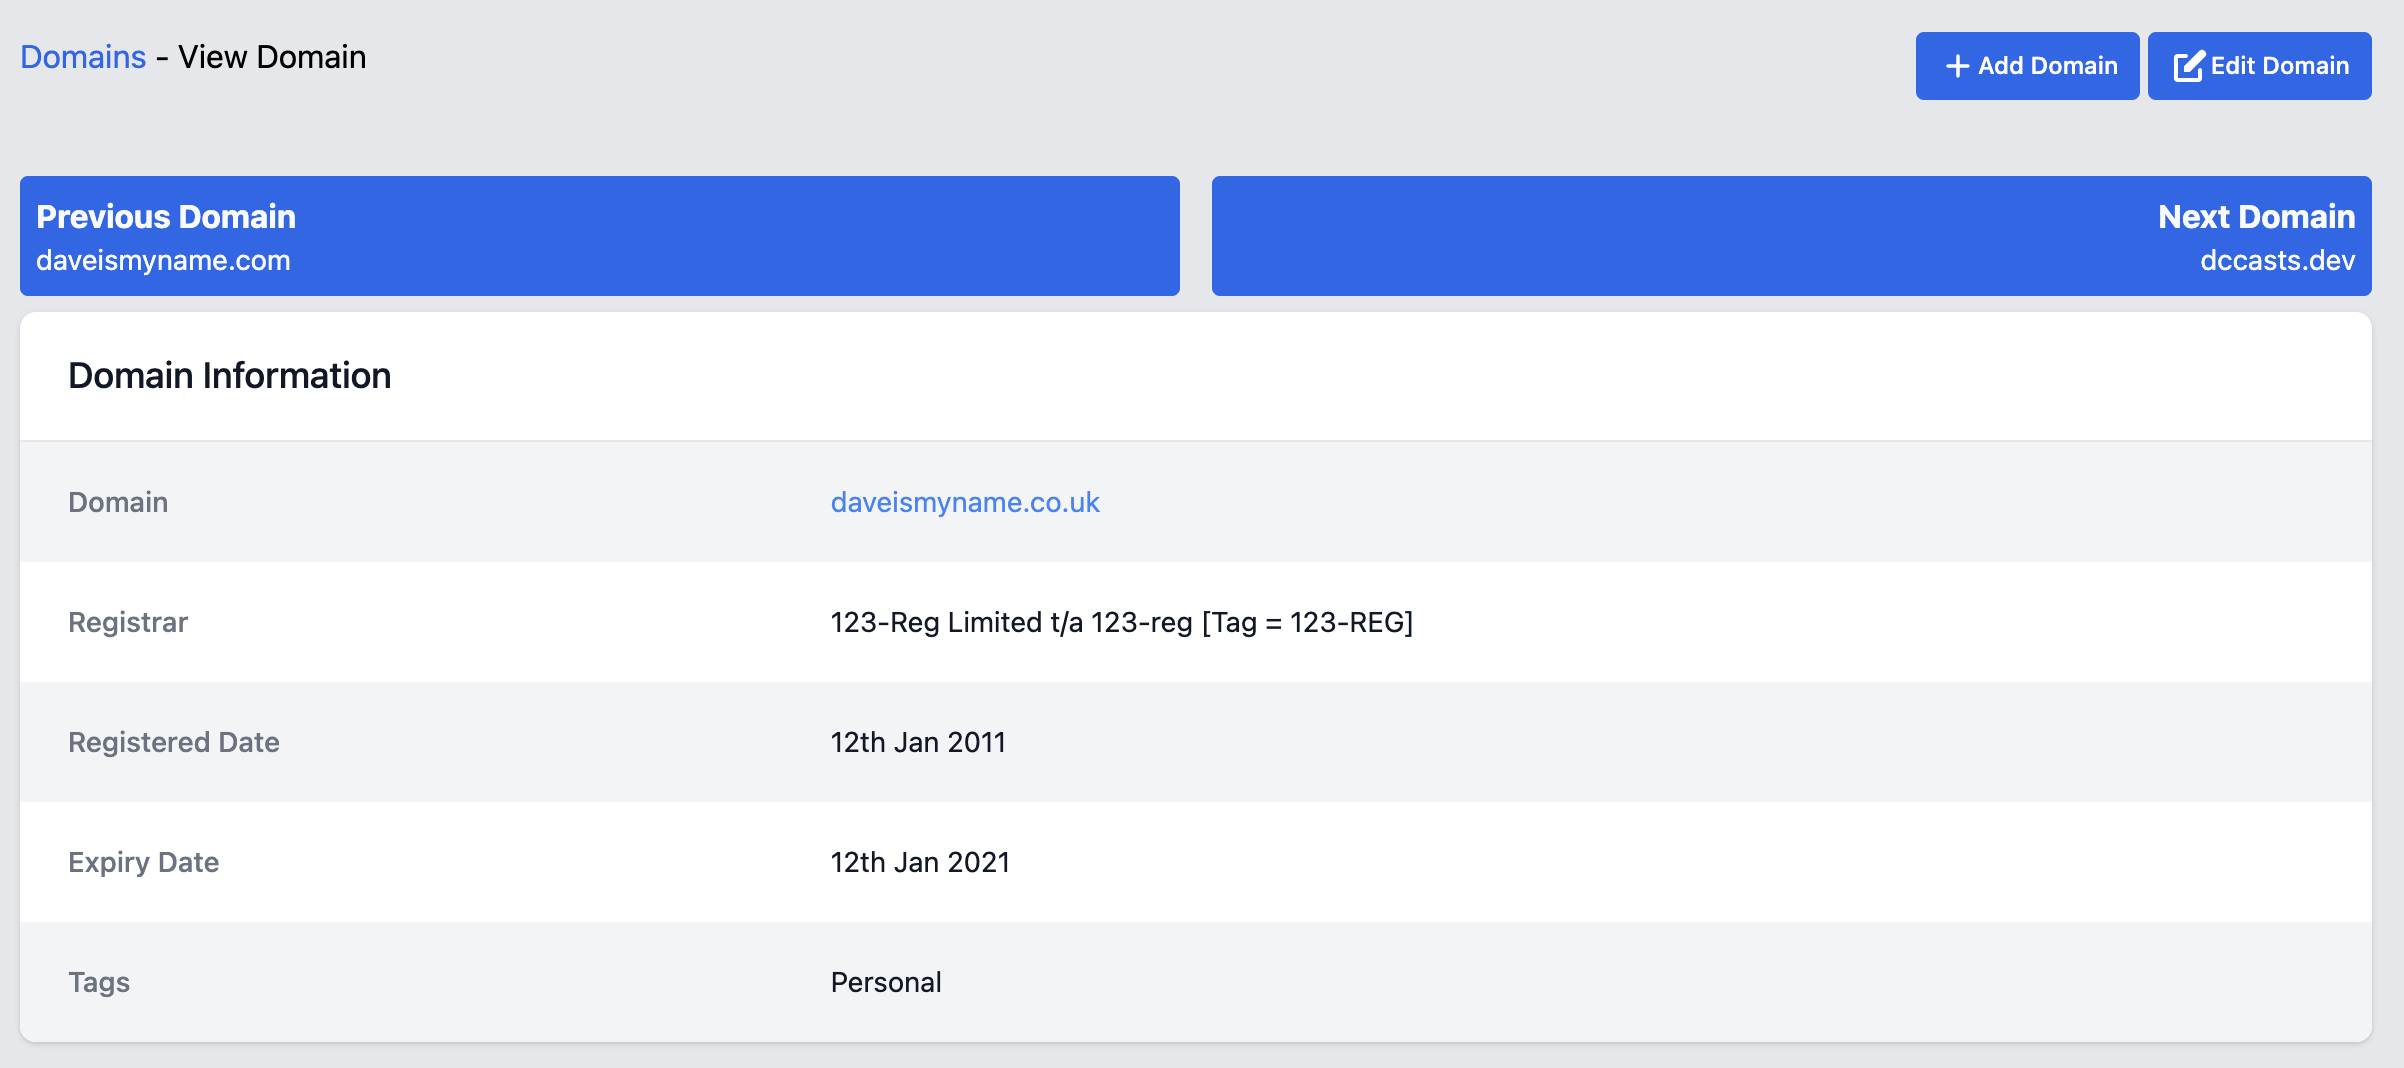 Domains - View Domain
Add Domain
Edit Domain
Previous Domain
daveismyname.com
Next Domain
dccasts.dev
Domain Information
Domain daveismyname.co.uk
Registrar 123-Reg Limited t/a 123-reg [Tag = 123-REG]
Registered Date 12th Jan 2011
Expiry Date 12th Jan 2021
Tags Personal